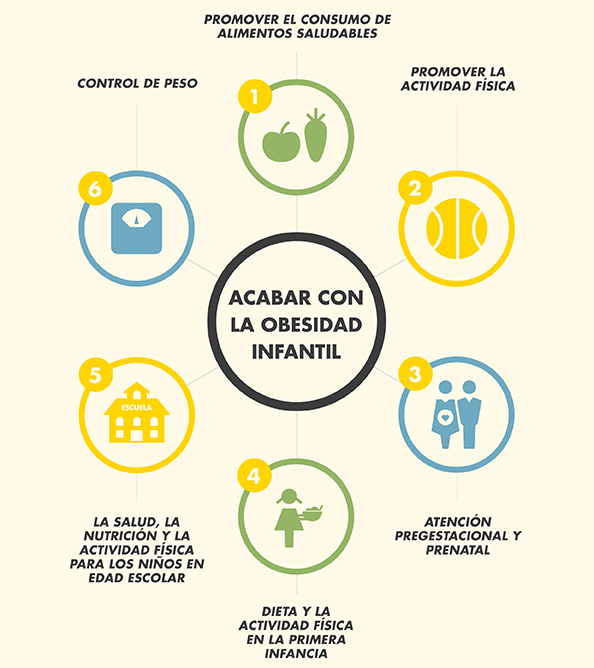 PROMOVER EL CONSUMO DE
ALIMENTOS SALUDABLES
1
PROMOVER LA
ACTIVIDAD FÍSICA
2
ATENCIÓN
PREGESTACIONAL Y
PRENATAL
3
DIETA Y LA
ACTIVIDAD FÍSICA
EN LA PRIMERA
INFANCIA
4
LA SALUD, LA
NUTRICIÓN Y LA
ACTIVIDAD FÍSICA
PARA LOS NIÑOS EN
EDAD ESCOLAR
5
ESCUELA
CONTROL DE PESO
6
ACABAR CON
LA OBESIDAD
INFANTIL